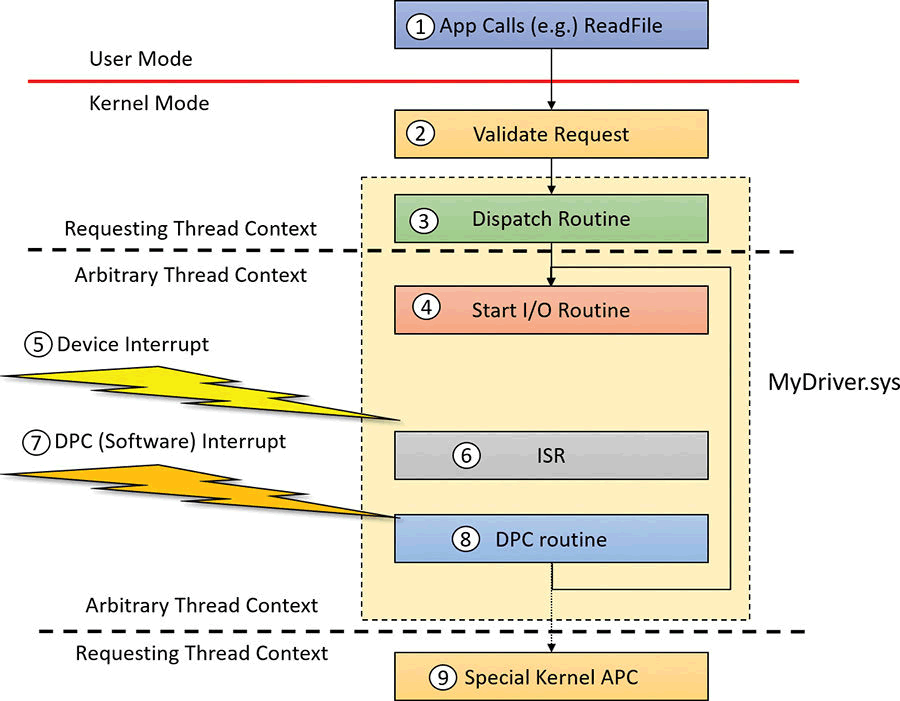 ① App Calls (e.g.) ReadFile
User Mode
Kernel Mode
② Validate Request
③ Dispatch Routine
Requesting Thread Context
Arbitrary Thread Context
④ Start I/O Routine
⑤ Device Interrupt
MyDriver.sys
⑦ DPC (Software) Interrupt
⑥ ISR
⑧ DPC routine
Arbitrary Thread Context
Requesting Thread Context
⑨ Special Kernel APC